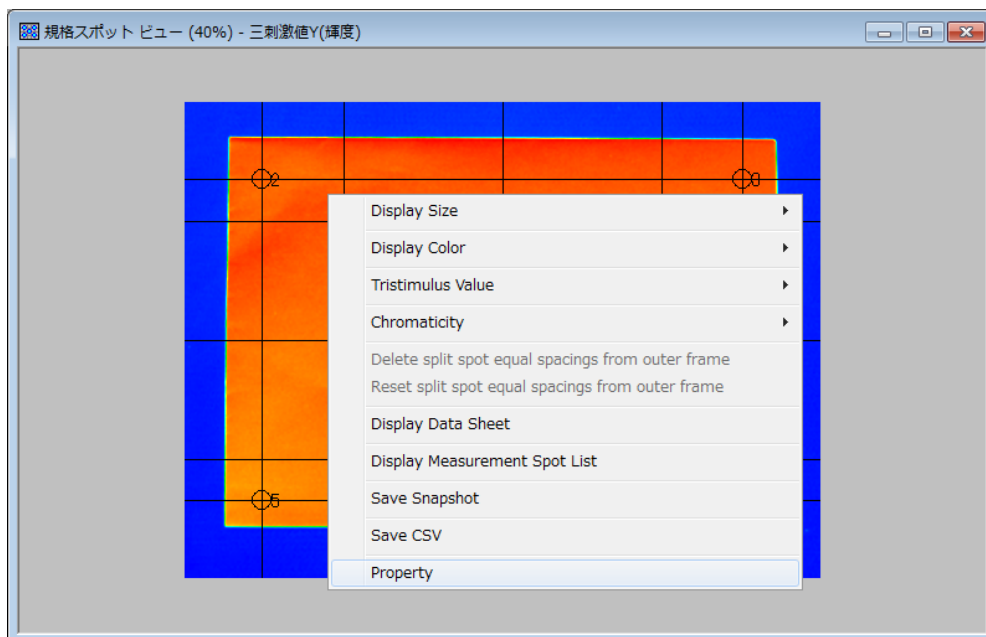 規格スポット ビュー (40%) - 三刺激値Y(輝度)
2
Display Size
Display Color
Tristimulus Value
Chromaticity
Delete split spot equal spacings from outer frame
Reset split spot equal spacings from outer frame
Display Data Sheet
Display Measurement Spot List
5
Save Snapshot
Save CSV
Property